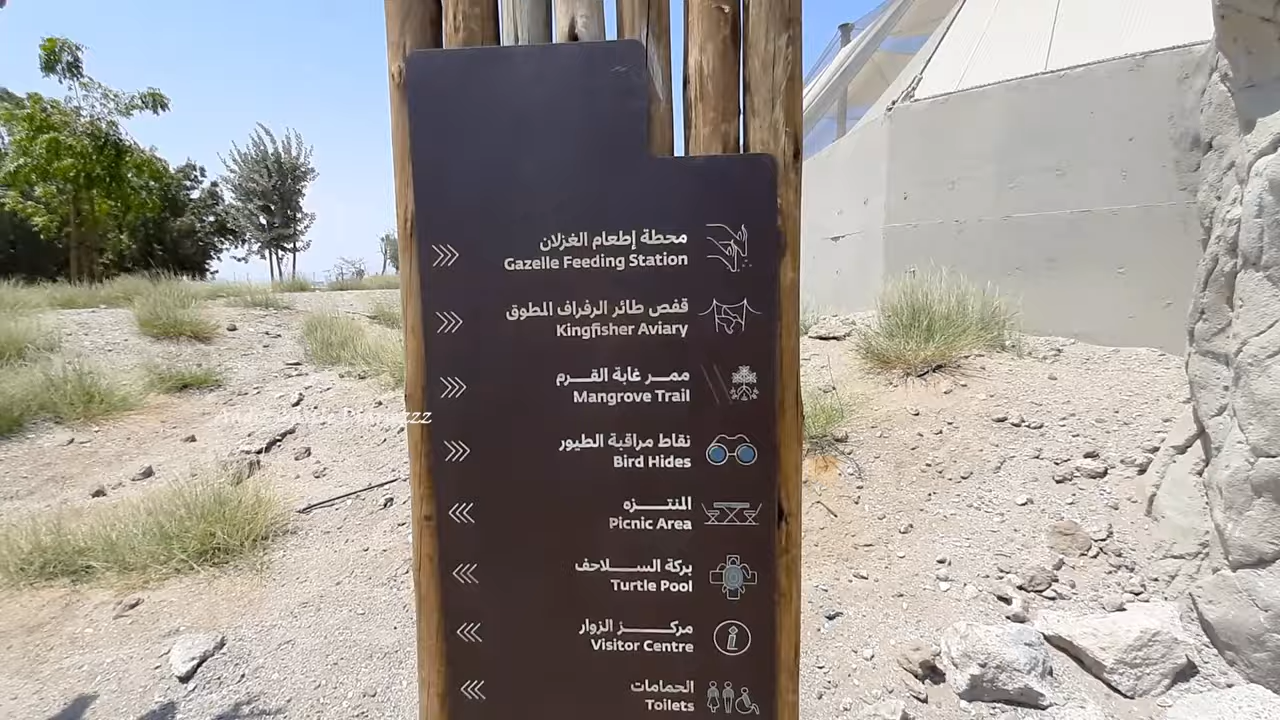 محطة إطعام الغزلان
Gazelle Feeding Station
قفص طائر الرفراف المطوق
Kingfisher Aviary
ممر غابة القرم
Mangrove Trail
نقاط مراقبة الطيور
Bird Hides
المنتزه
Picnic Area
بركة السلاحف
Turtle Pool
مركز الزوار
Visitor Centre
الحمامات
Toilets